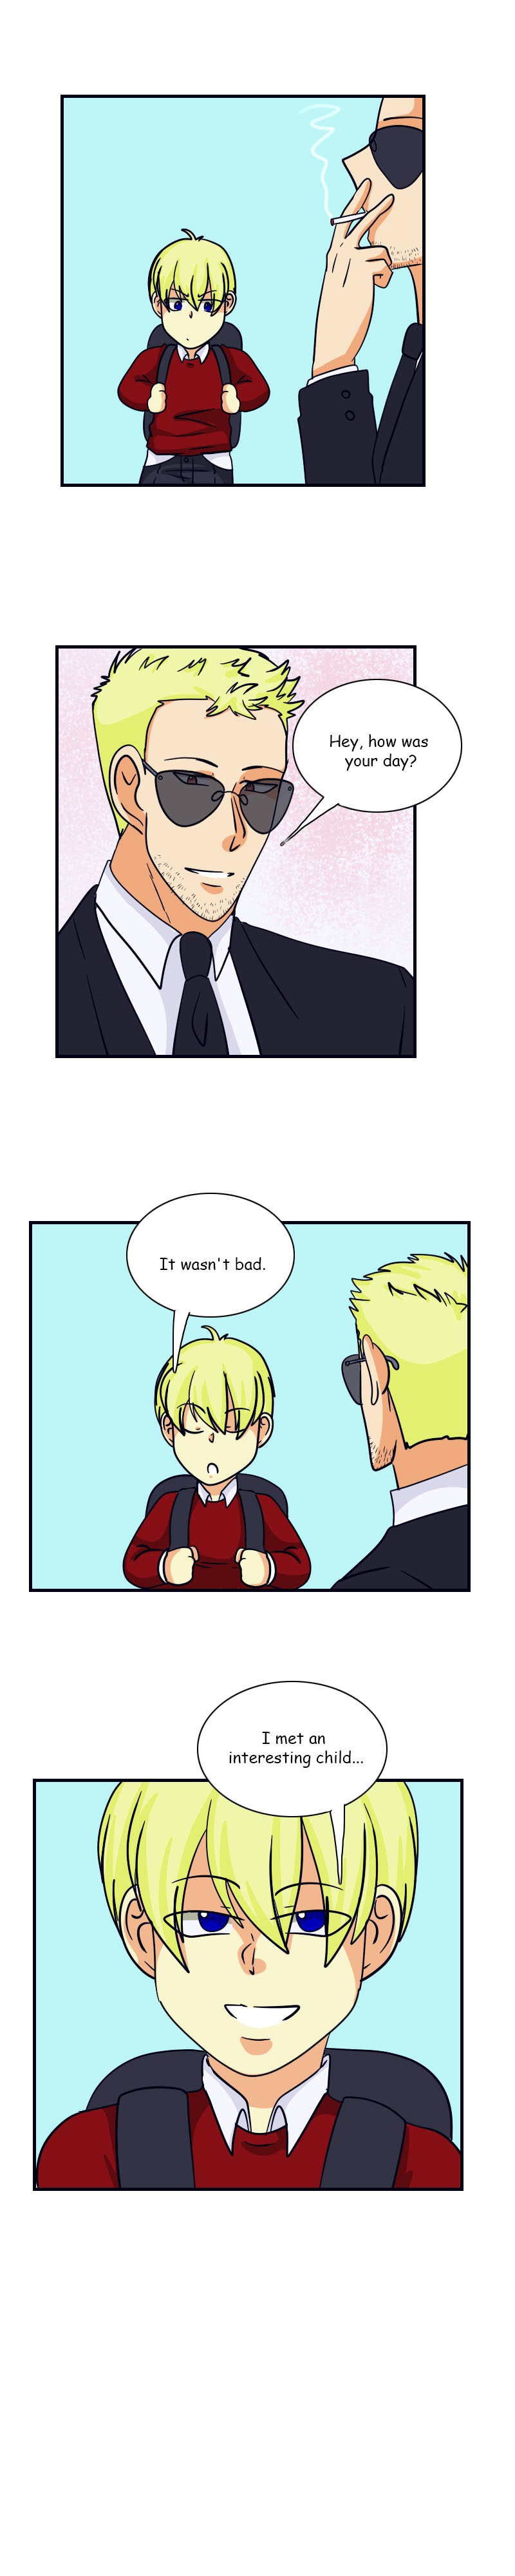 Hey, how was
your day?
It wasn't bad.
I met an
interesting child...